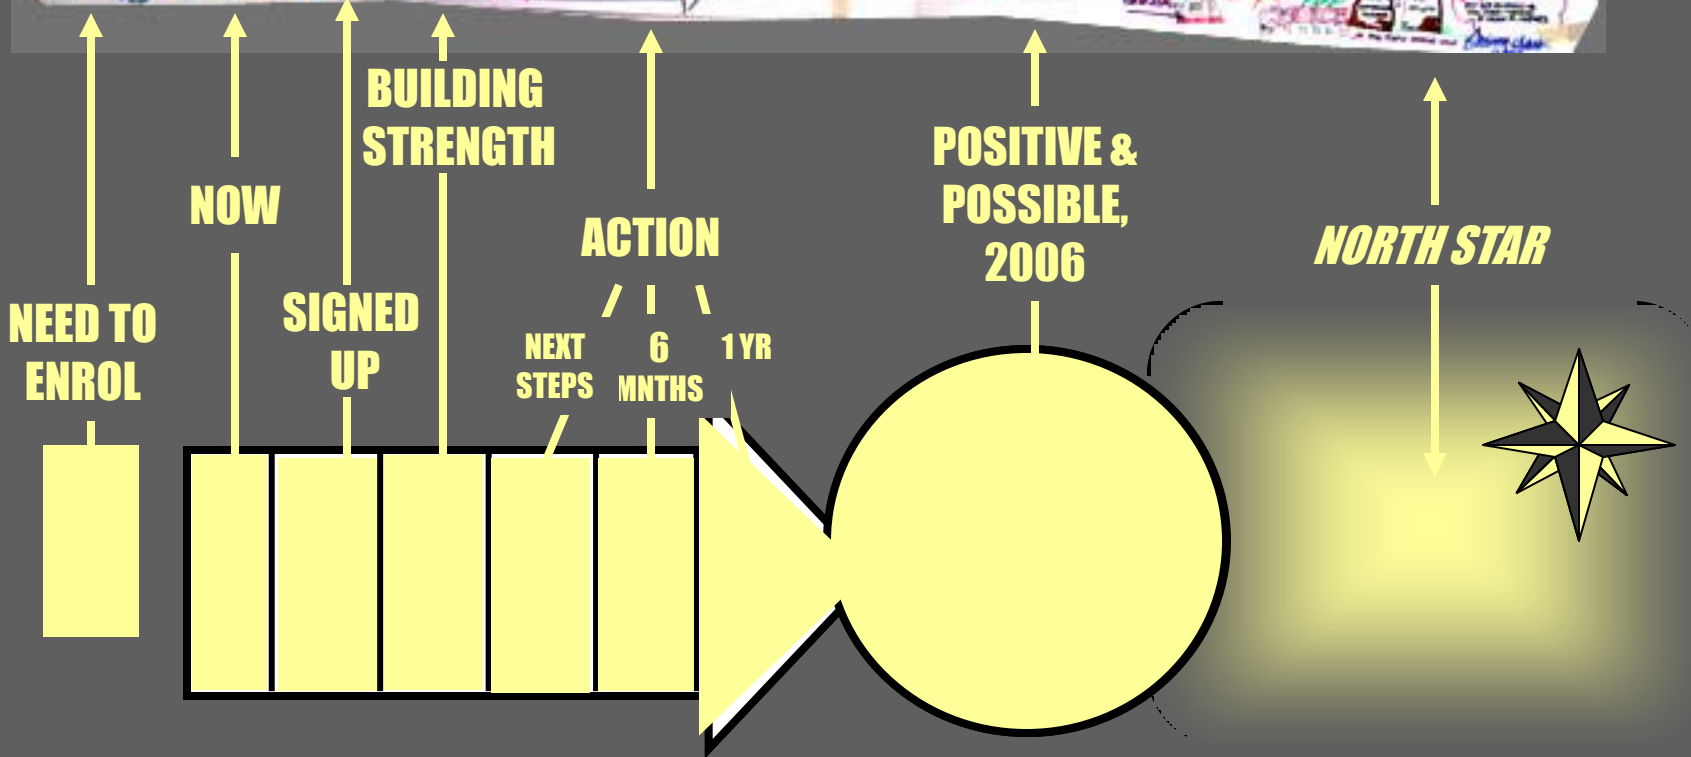 BUILDING
STRENGTH
POSITIVE &
POSSIBLE,
2006
NOW
ACTION
NORTH STAR
NEED TO
ENROL
SIGNED
UP
NEXT
STEPS
6
MNTHS
1 YR